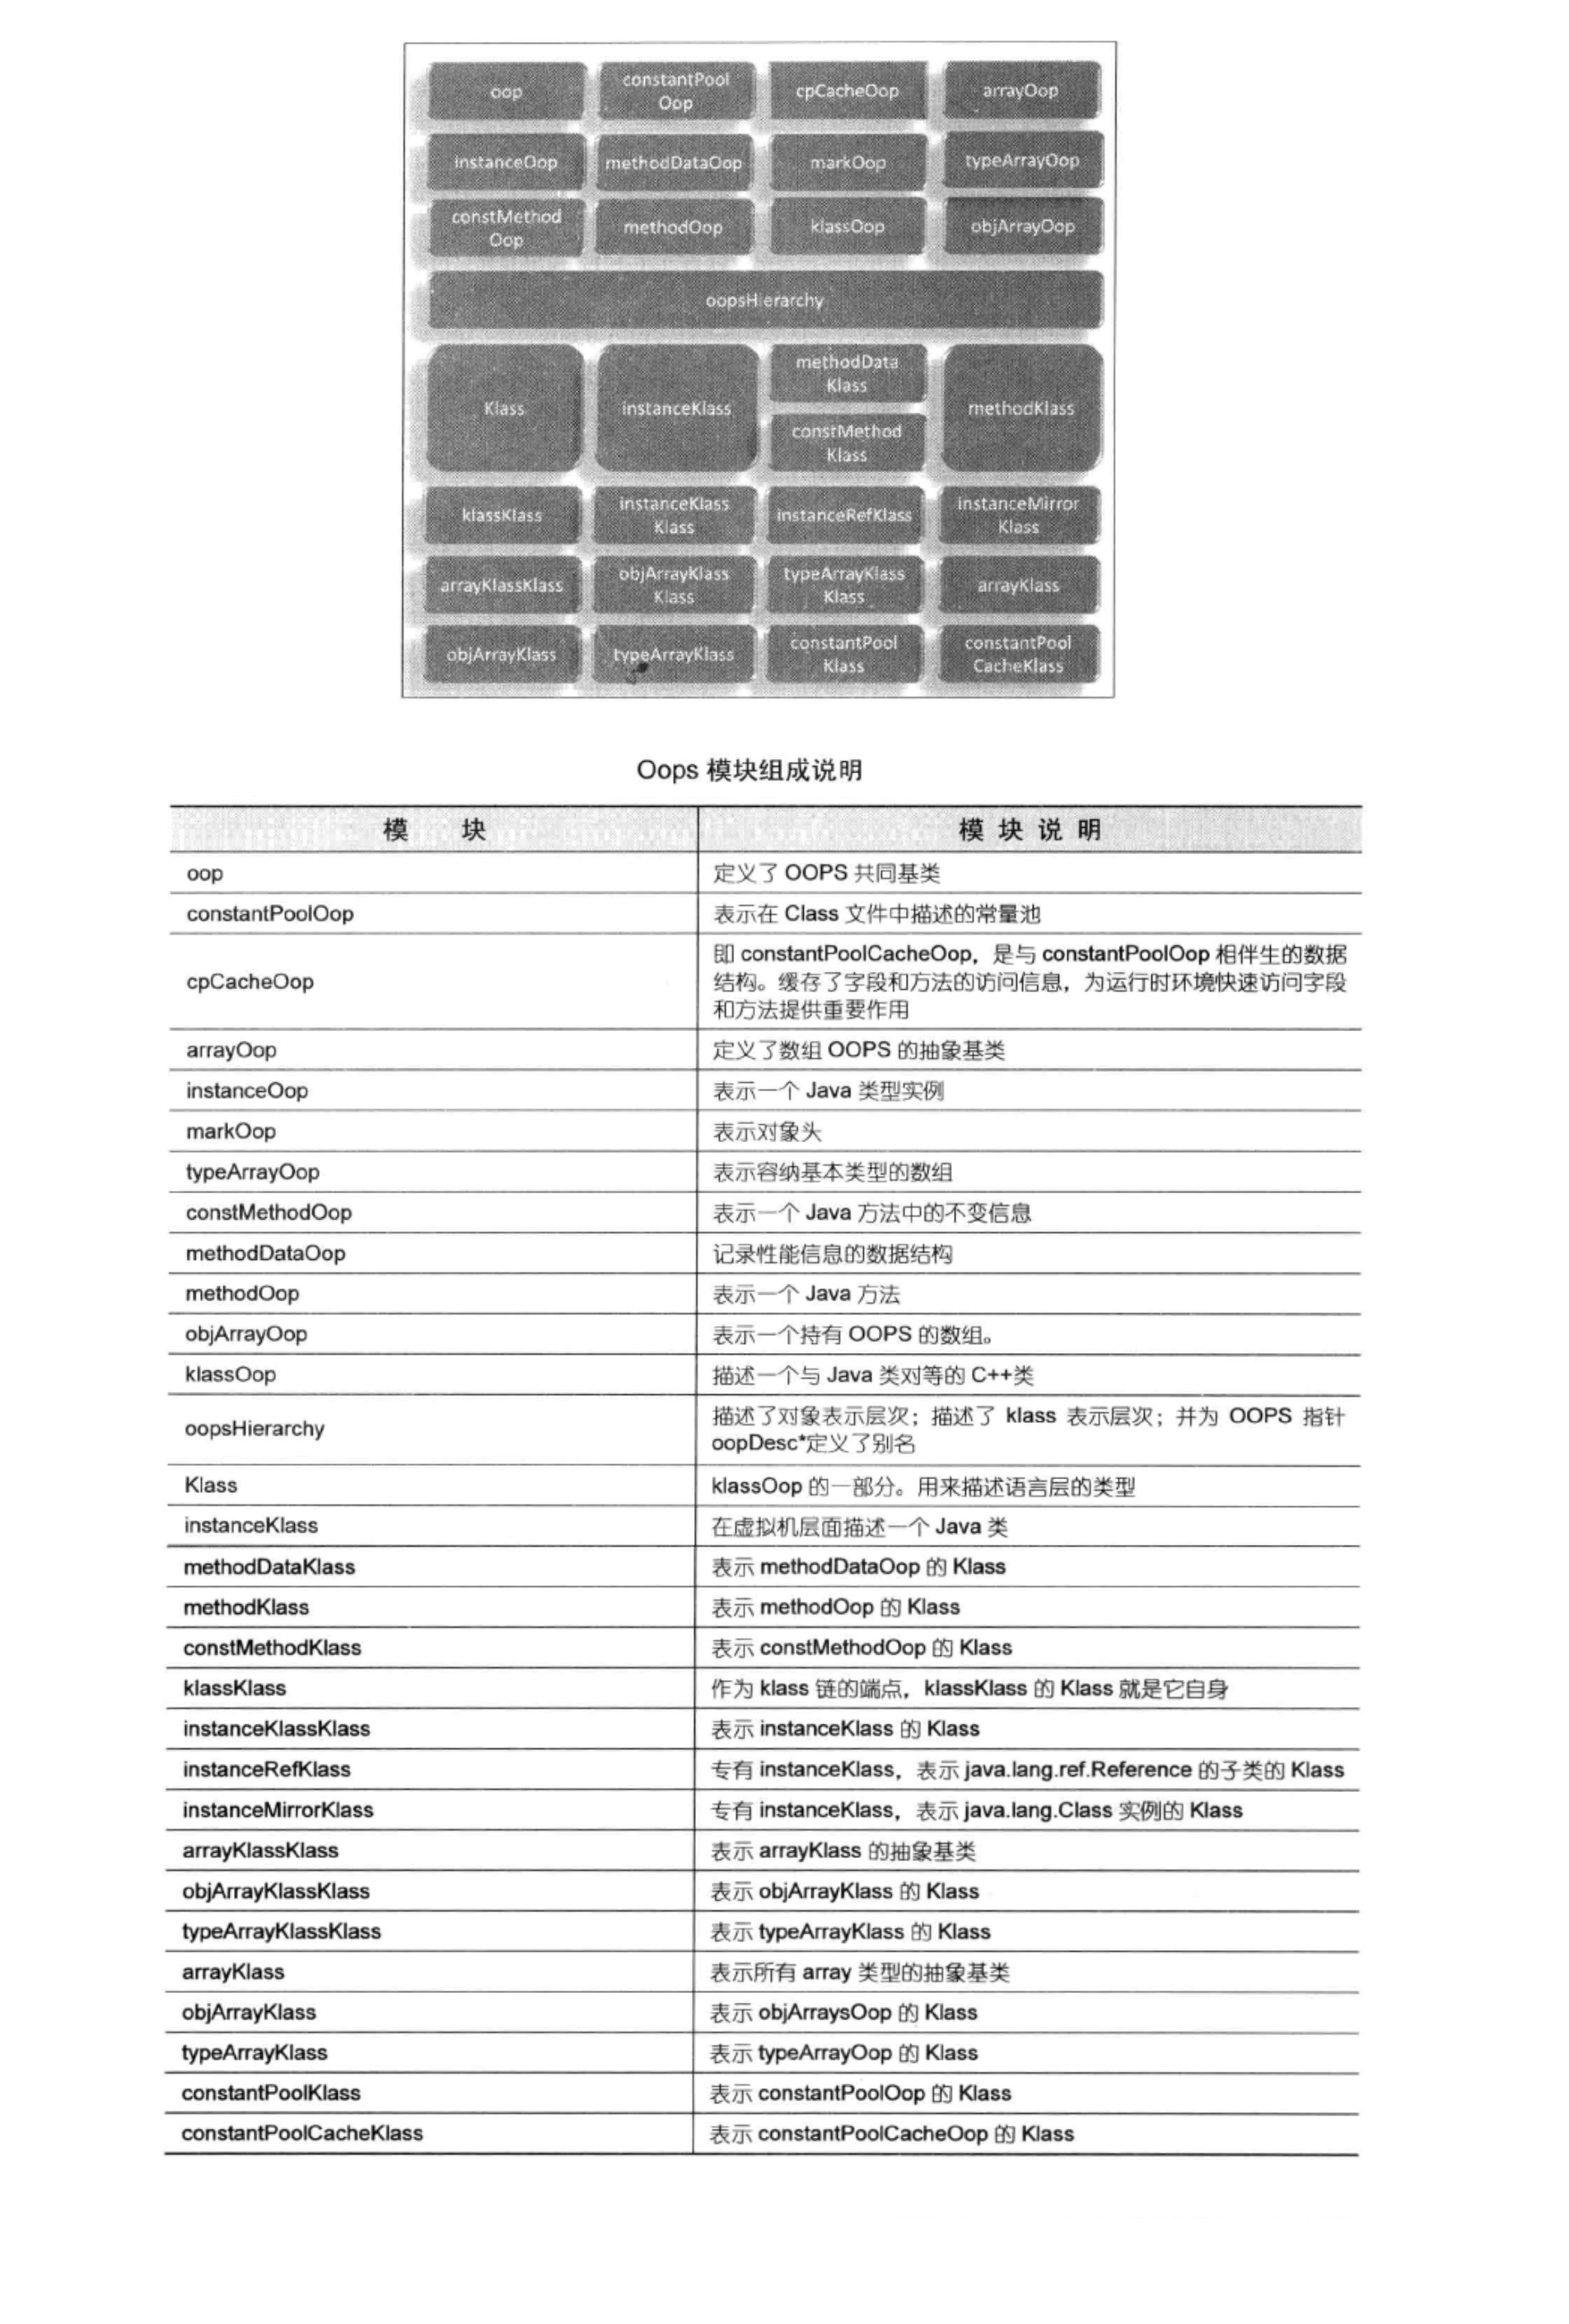 oop
constantPool
Oop
cpCacheOop
arrayOop
instanceOop
methodDataOop
markOop
typeArrayOop
constMethod
Oop
methodOop
klassOop
objArrayOop
oopsHierarchy
Klass
instanceKlass
methodData
Klass
constMethod
Klass
methodKlass
klassKlass
instanceKlass
Klass
instanceRefKlass
instanceMirror
Klass
arrayKlassKlass
objArrayKlass
Klass
typeArrayKlass
Klass
arrayKlass
objArrayKlass
typeArrayKlass
constantPool
Klass
constantPool
CacheKlass
Oops 模块组成说明
模 块 模 块 说 明
oop 定义了 OOPS 共同基类
constantPoolOop 表示在 Class 文件中描述的常量池
cpCacheOop 即 constantPoolCacheOop，是与 constantPoolOop 相伴生的数据
结构。缓存了字段和方法的访问信息，为运行时环境快速访问字段
和方法提供重要作用
arrayOop 定义了数组 OOPS 的抽象基类
instanceOop 表示一个 Java 类型实例
markOop 表示对象头
typeArrayOop 表示容纳基本类型的数组
constMethodOop 表示一个 Java 方法中的不变信息
methodDataOop 记录性能信息的数据结构
methodOop 表示一个 Java 方法
objArrayOop 表示一个持有 OOPS 的数组。
klassOop 描述一个与 Java 类对等的 C++类
oopsHierarchy 描述了对象表示层次；描述了 klass 表示层次；并为 OOPS 指针
oopDesc*定义了别名
Klass klassOop 的一部分。用来描述语言层的类型
instanceKlass 在虚拟机层面描述一个 Java 类
methodDataKlass 表示 methodDataOop 的 Klass
methodKlass 表示 methodOop 的 Klass
constMethodKlass 表示 constMethodOop 的 Klass
klassKlass 作为 klass 链的端点，klassKlass 的 Klass 就是它自身
instanceKlassKlass 表示 instanceKlass 的 Klass
instanceRefKlass 专有 instanceKlass，表示 java.lang.ref.Reference 的子类的 Klass
instanceMirrorKlass 专有 instanceKlass，表示 java.lang.Class 实例的 Klass
arrayKlassKlass 表示 arrayKlass 的抽象基类
objArrayKlassKlass 表示 objArrayKlass 的 Klass
typeArrayKlassKlass 表示 typeArrayKlass 的 Klass
arrayKlass 表示所有 array 类型的抽象基类
objArrayKlass 表示 objArraysOop 的 Klass
typeArrayKlass 表示 typeArrayOop 的 Klass
constantPoolKlass 表示 constantPoolOop 的 Klass
constantPoolCacheKlass 表示 constantPoolCacheOop 的 Klass